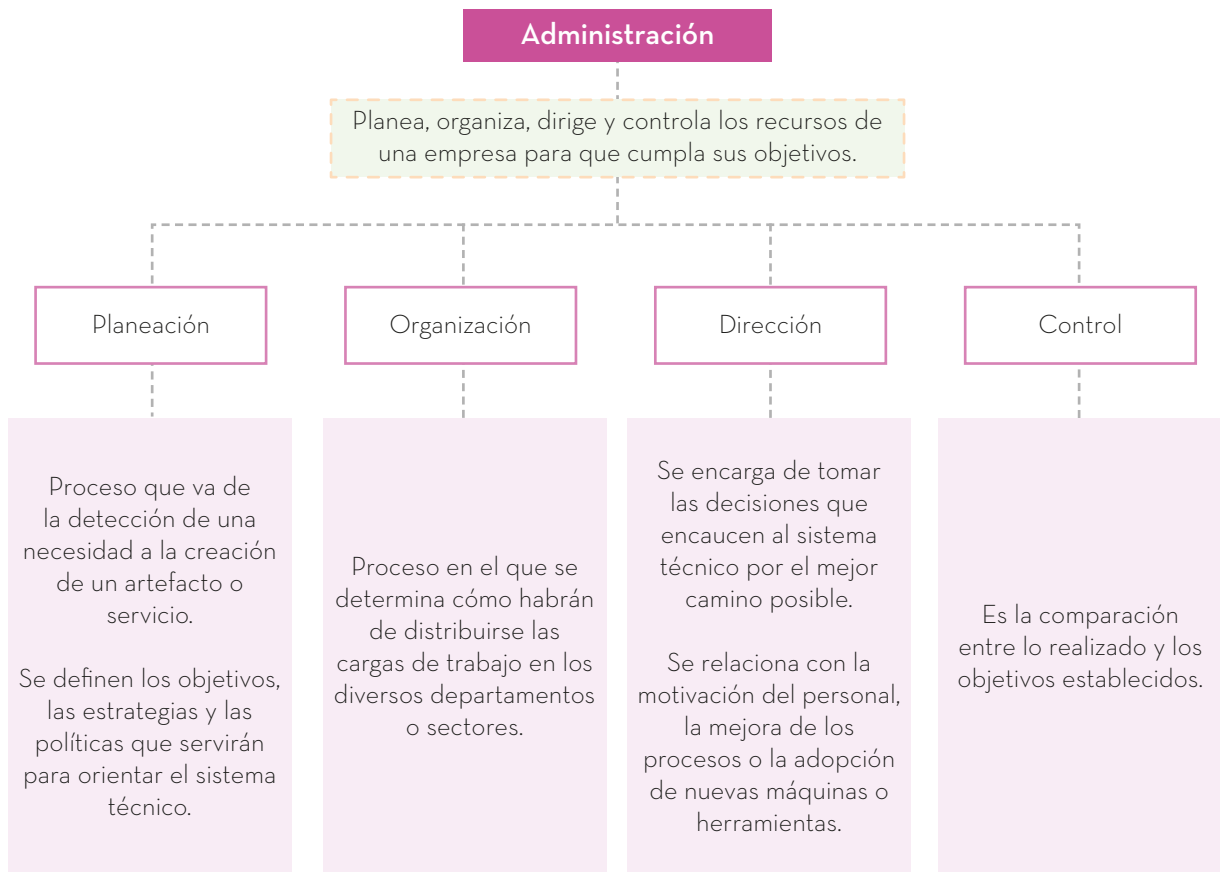 Administración
Planea, organiza, dirige y controla los recursos de
una empresa para que cumpla sus objetivos.
Planeación
Organización
Dirección
Control
Proceso que va de
la detección de una
necesidad a la creación
de un artefacto o
servicio.
Se definen los objetivos,
las estrategias y las
políticas que servirán
para orientar el sistema
técnico.
Proceso en el que se
determina cómo habrán
de distribuirse las
cargas de trabajo en los
diversos departamentos
o sectores.
Se encarga de tomar
las decisiones que
encaucen al sistema
técnico por el mejor
camino posible.
Se relaciona con la
motivación del personal,
la mejora de los
procesos o la adopción
de nuevas máquinas o
herramientas.
Es la comparación
entre lo realizado y los
objetivos establecidos.